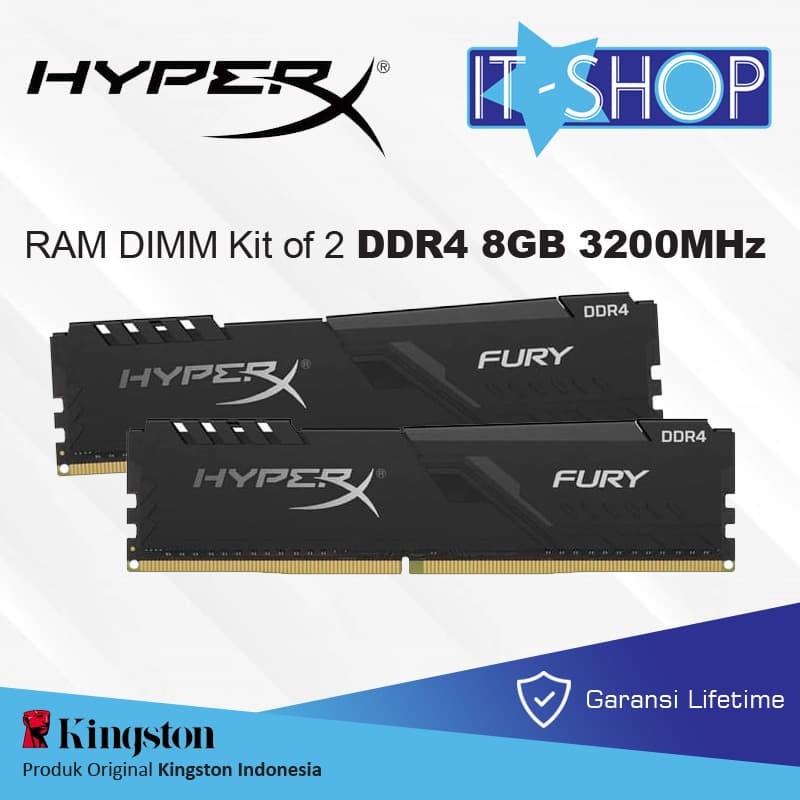 HYPERX®
IT-SHOP
RAM DIMM Kit of 2 DDR4 8GB 3200MHz
DDR4
HYPERX®
FURY
DDR4
HYPERX®
FURY
Garansi Lifetime
Kingston
Produk Original Kingston Indonesia